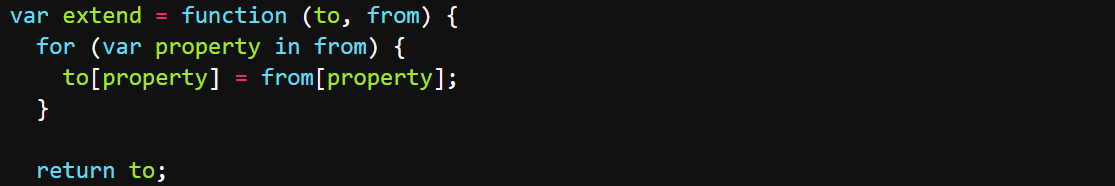 var extend = function (to, from) {
  for (var property in from) {
    to[property] = from[property];
  }

  return to;